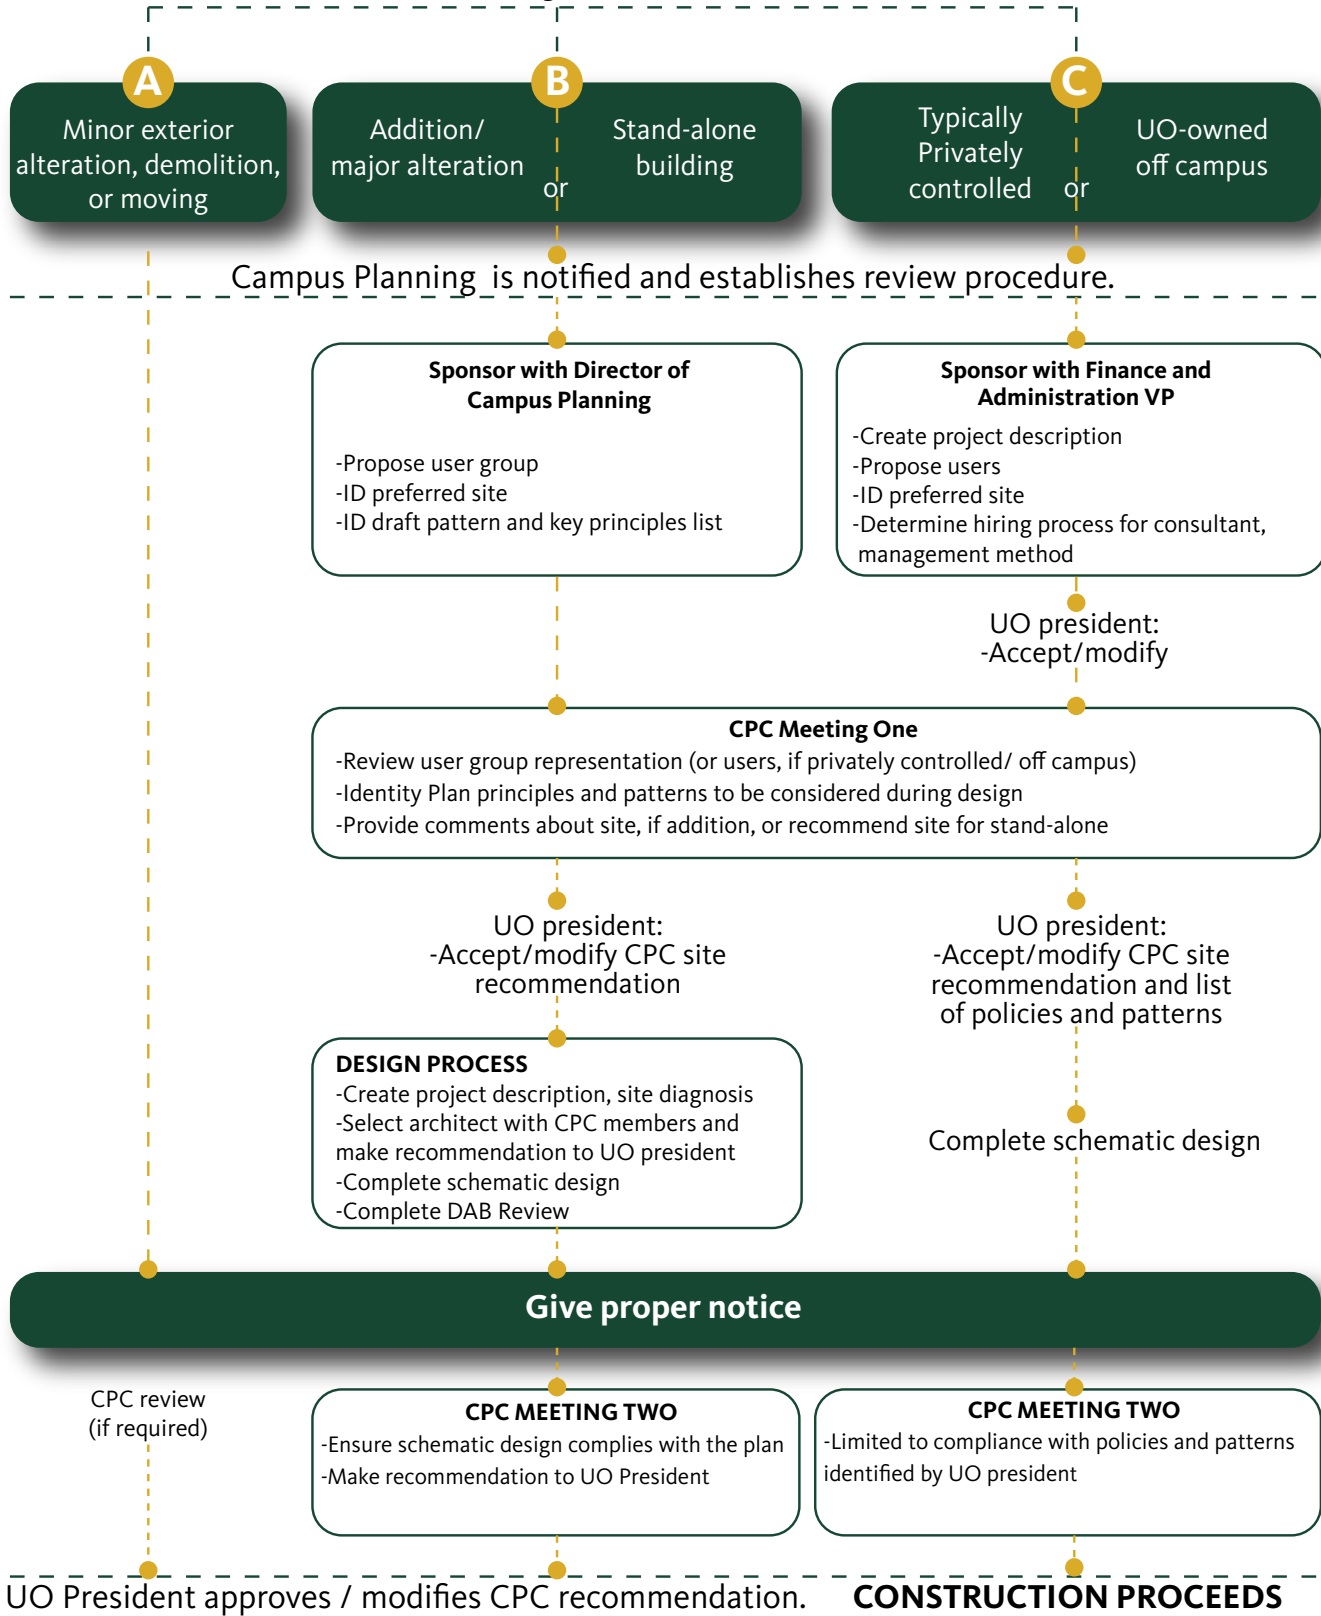 A
Minor exterior
alteration, demolition,
or moving
B
Addition/
major alteration
or
Stand-alone
building
C
Typically
Privately
controlled
or
UO-owned
off campus
Campus Planning is notified and establishes review procedure.
Sponsor with Director of
Campus Planning
-Propose user group
-ID preferred site
-ID draft pattern and key principles list
Sponsor with Finance and
Administration VP
-Create project description
-Propose users
-ID preferred site
-Determine hiring process for consultant,
management method
UO president:
-Accept/modify
CPC Meeting One
-Review user group representation (or users, if privately controlled/ off campus)
-Identity Plan principles and patterns to be considered during design
-Provide comments about site, if addition, or recommend site for stand-alone
UO president:
-Accept/modify CPC site
recommendation
UO president:
-Accept/modify CPC site
recommendation and list
of policies and patterns
DESIGN PROCESS
-Create project description, site diagnosis
-Select architect with CPC members and
make recommendation to UO president
-Complete schematic design
-Complete DAB Review
Complete schematic design
Give proper notice
CPC review
(if required)
CPC MEETING TWO
-Ensure schematic design complies with the plan
-Make recommendation to UO President
CPC MEETING TWO
-Limited to compliance with policies and patterns
identified by UO president
UO President approves / modifies CPC recommendation.
CONSTRUCTION PROCEEDS